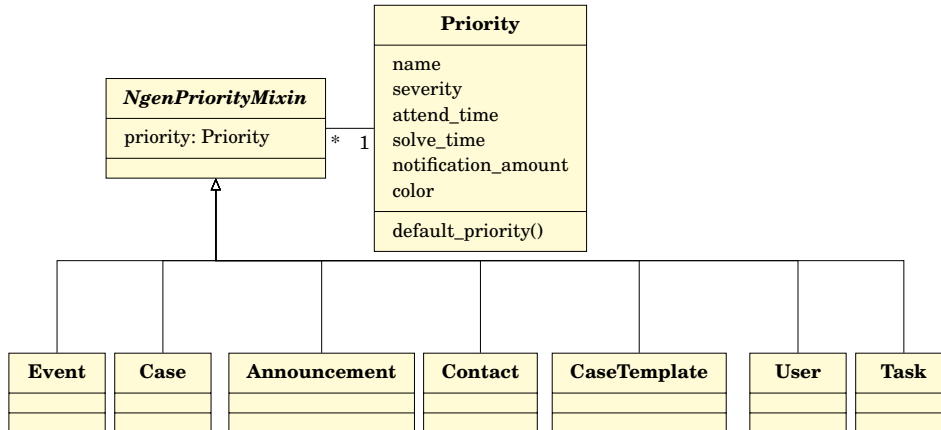 Priority
name
severity
attend_time
solve_time
notification_amount
color
default_priority()
NgenPriorityMixin
priority: Priority
* 1
Event Case Announcement Contact CaseTemplate User Task